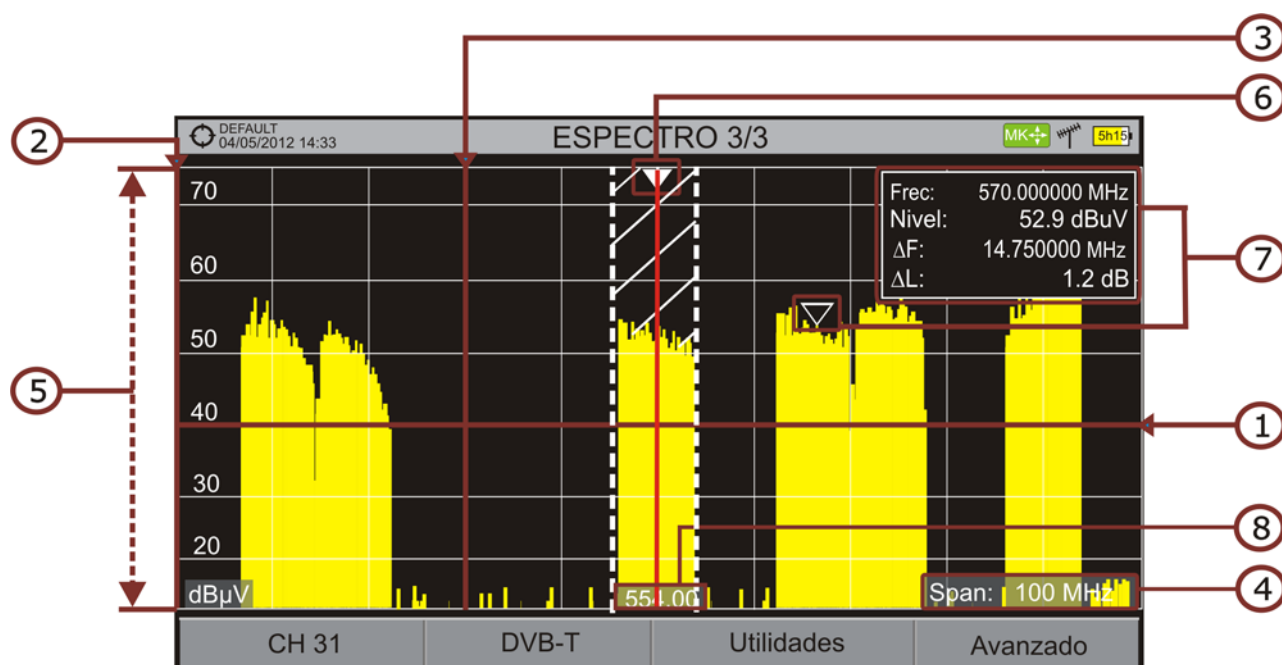 3
6
2
DEFAULT
04/05/2012 14:33
ESPECTRO 3/3
MK
5h15
70
Frec: 570.000000 MHz
Nivel: 52.9 dBuV
ΔF: 14.750000 MHz
ΔL: 1.2 dB
7
60
50
5
40
1
30
8
20
dBµV
554.00
Span: 100 MHz
4
CH 31
DVB-T
Utilidades
Avanzado